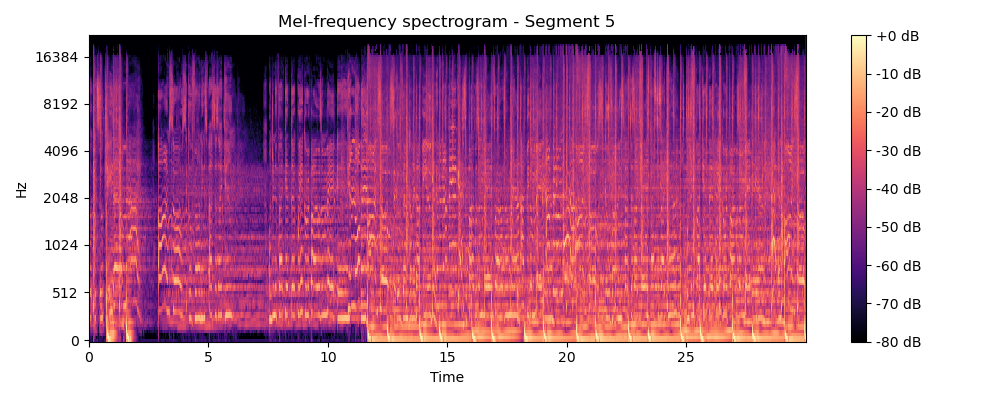 Mel-frequency spectrogram - Segment 5
Hz
16384
8192
4096
2048
1024
512
0
0 5 10 15 20 25
Time
+0 dB
-10 dB
-20 dB
-30 dB
-40 dB
-50 dB
-60 dB
-70 dB
-80 dB